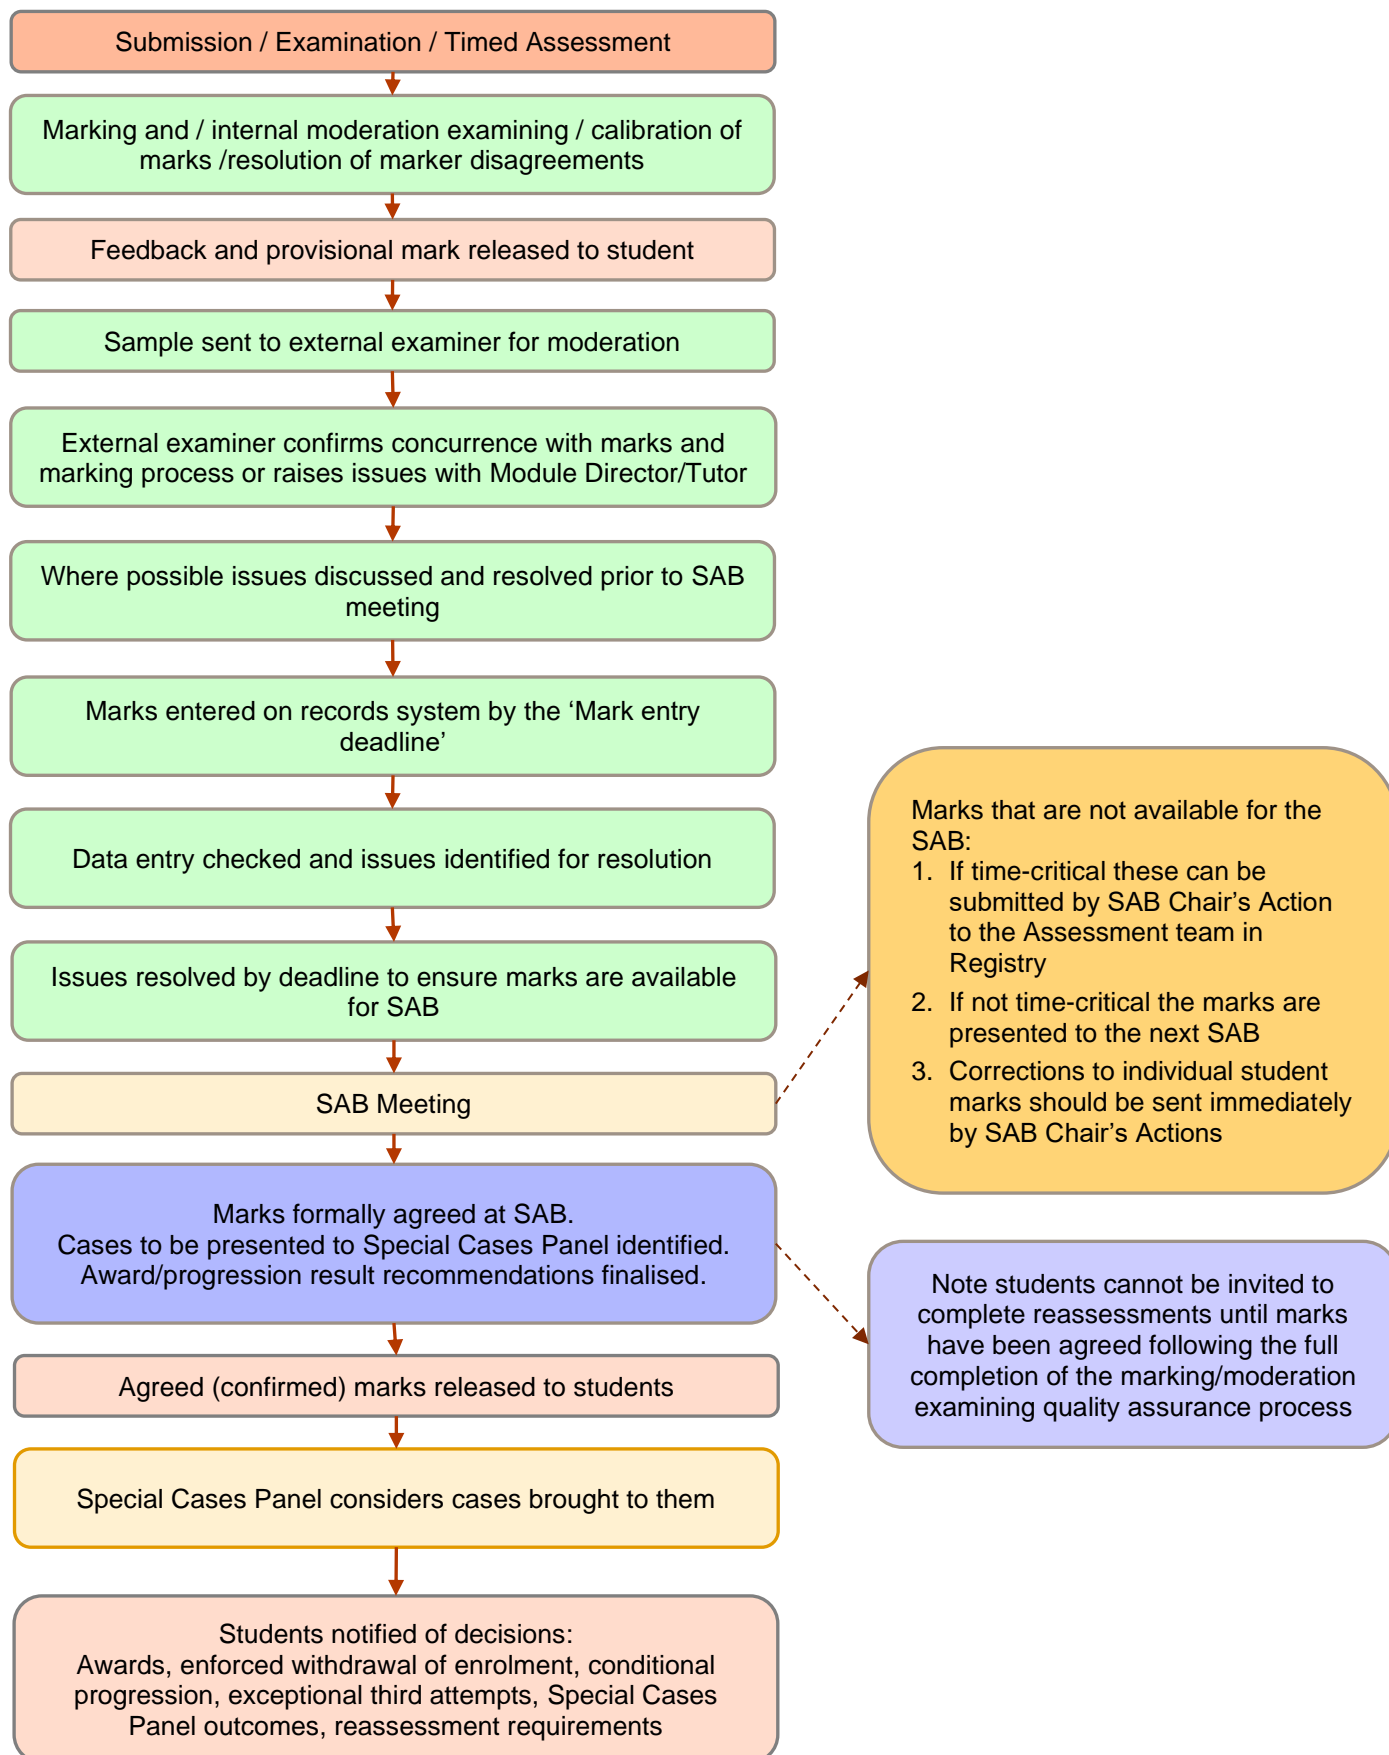 Submission / Examination / Timed Assessment
Marking and / internal moderation examining / calibration of
marks /resolution of marker disagreements
Feedback and provisional mark released to student
Sample sent to external examiner for moderation
External examiner confirms concurrence with marks and
marking process or raises issues with Module Director/Tutor
Where possible issues discussed and resolved prior to SAB
meeting
Marks entered on records system by the ‘Mark entry
deadline’
Data entry checked and issues identified for resolution
Issues resolved by deadline to ensure marks are available
for SAB
SAB Meeting
Marks that are not available for the
SAB:
1. If time-critical these can be
submitted by SAB Chair’s Action
to the Assessment team in
Registry
2. If not time-critical the marks are
presented to the next SAB
3. Corrections to individual student
marks should be sent immediately
by SAB Chair’s Actions
Marks formally agreed at SAB.
Cases to be presented to Special Cases Panel identified.
Award/progression result recommendations finalised.
Note students cannot be invited to
complete reassessments until marks
have been agreed following the full
completion of the marking/moderation
examining quality assurance process
Agreed (confirmed) marks released to students
Special Cases Panel considers cases brought to them
Students notified of decisions:
Awards, enforced withdrawal of enrolment, conditional
progression, exceptional third attempts, Special Cases
Panel outcomes, reassessment requirements